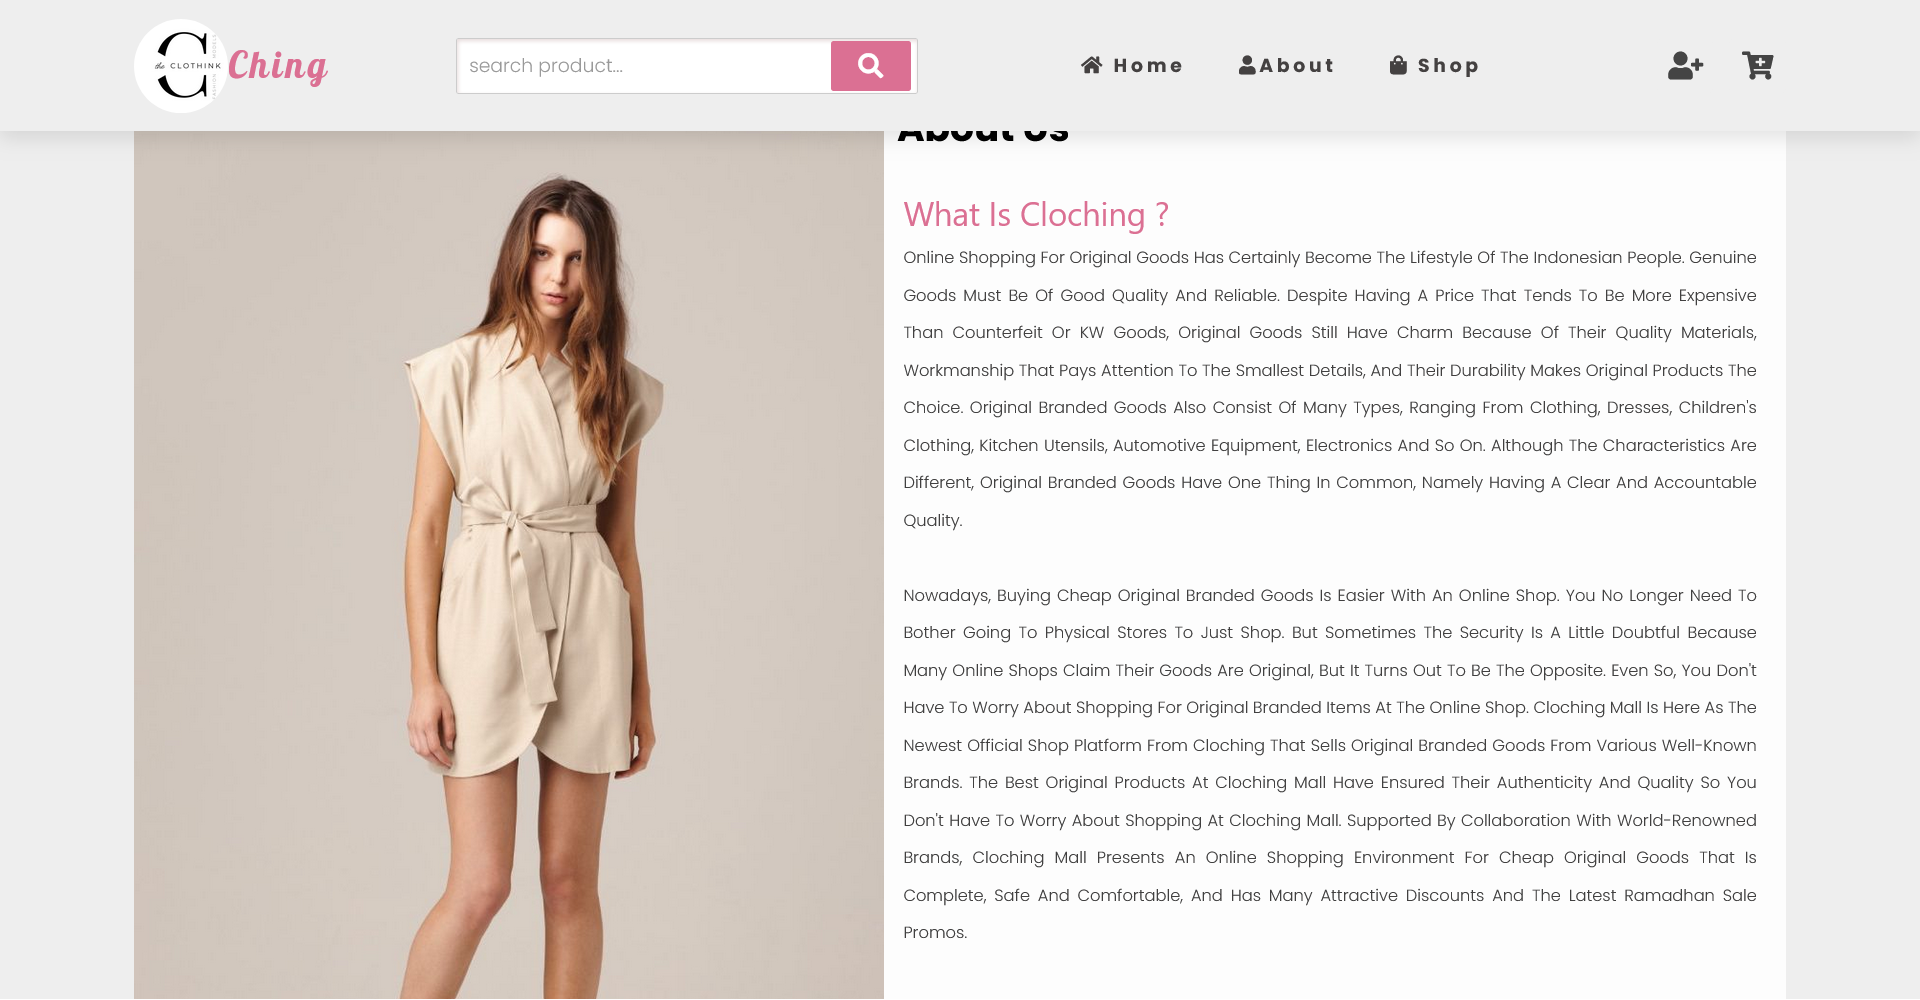 the CLOTHINK
FASHION MODELS
Ching
search product...
Home
About
Shop
About Us
What Is Cloching ?
Online Shopping For Original Goods Has Certainly Become The Lifestyle Of The Indonesian People. Genuine
Goods Must Be Of Good Quality And Reliable. Despite Having A Price That Tends To Be More Expensive
Than Counterfeit Or KW Goods, Original Goods Still Have Charm Because Of Their Quality Materials,
Workmanship That Pays Attention To The Smallest Details, And Their Durability Makes Original Products The
Choice. Original Branded Goods Also Consist Of Many Types, Ranging From Clothing, Dresses, Children's
Clothing, Kitchen Utensils, Automotive Equipment, Electronics And So On. Although The Characteristics Are
Different, Original Branded Goods Have One Thing In Common, Namely Having A Clear And Accountable
Quality.
Nowadays, Buying Cheap Original Branded Goods Is Easier With An Online Shop. You No Longer Need To
Bother Going To Physical Stores To Just Shop. But Sometimes The Security Is A Little Doubtful Because
Many Online Shops Claim Their Goods Are Original, But It Turns Out To Be The Opposite. Even So, You Don't
Have To Worry About Shopping For Original Branded Items At The Online Shop. Cloching Mall Is Here As The
Newest Official Shop Platform From Cloching That Sells Original Branded Goods From Various Well-Known
Brands. The Best Original Products At Cloching Mall Have Ensured Their Authenticity And Quality So You
Don't Have To Worry About Shopping At Cloching Mall. Supported By Collaboration With World-Renowned
Brands, Cloching Mall Presents An Online Shopping Environment For Cheap Original Goods That Is
Complete, Safe And Comfortable, And Has Many Attractive Discounts And The Latest Ramadhan Sale
Promos.